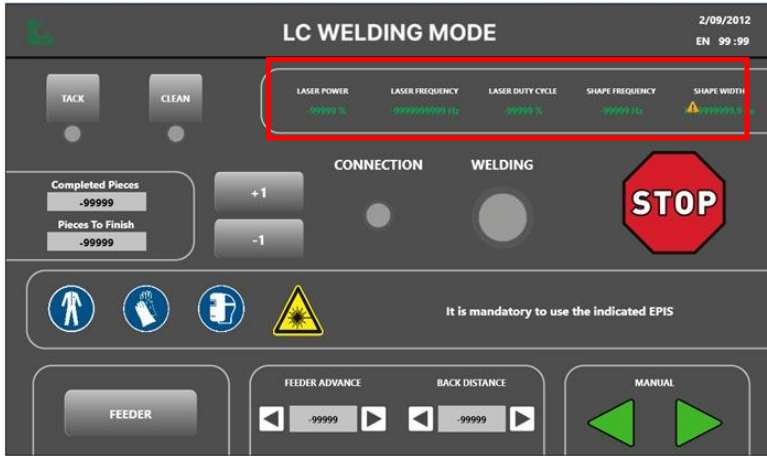 LC WELDING MODE
2/09/2012
EN 99:99
TACK
CLEAN
LASER POWER
LASER FREQUENCY
LASER DUTY CYCLE
SHAPE FREQUENCY
SHAPE WIDTH
-99999 %
-9999999999 Hz
-99999 %
-99999 Hz
Completed Pieces
-99999
Pieces To Finish
-99999
+1
-1
CONNECTION
WELDING
STOP
It is mandatory to use the indicated EPIS
FEEDER
FEEDER ADVANCE
-99999
BACK DISTANCE
-99999
MANUAL